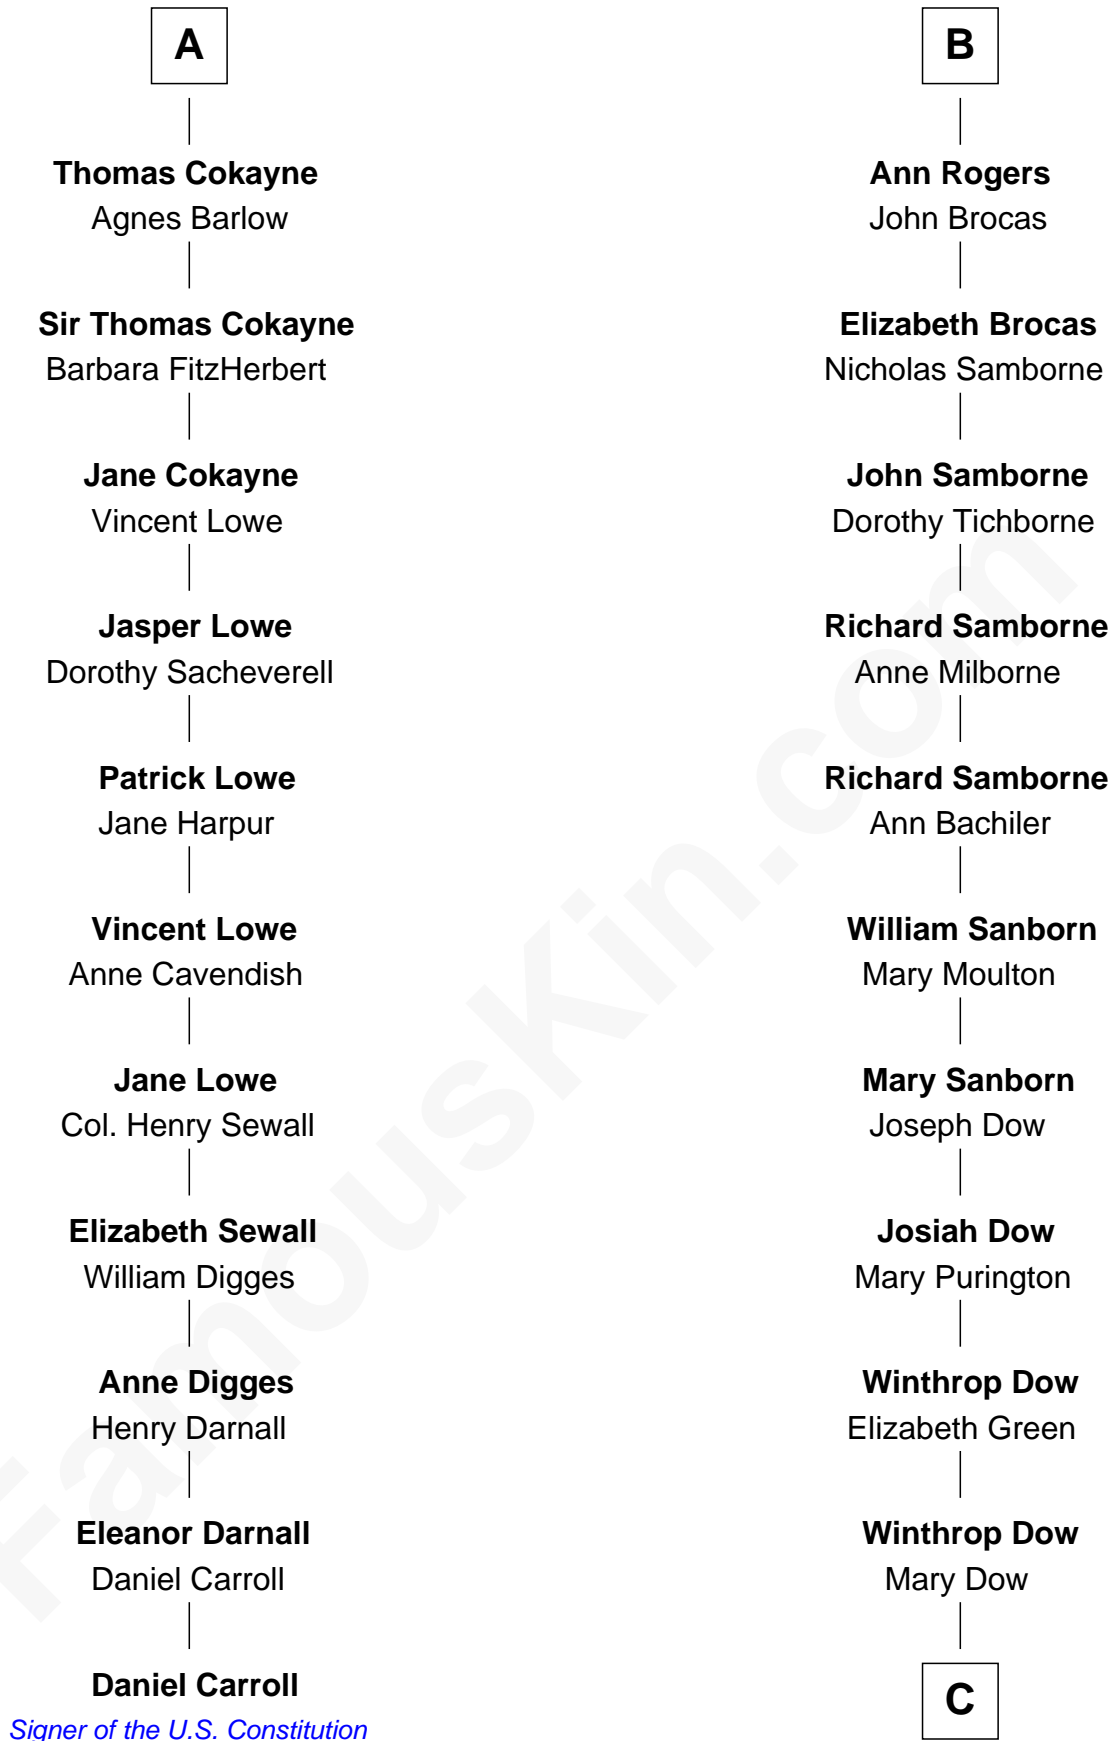 A
Thomas Cokayne
Agnes Barlow
Sir Thomas Cokayne
Barbara FitzHerbert
Jane Cokayne
Vincent Lowe
Jasper Lowe
Dorothy Sacheverell
Patrick Lowe
Jane Harpur
Vincent Lowe
Anne Cavendish
Jane Lowe
Col. Henry Sewall
Elizabeth Sewall
William Digges
Anne Digges
Henry Darnall
Eleanor Darnall
Daniel Carroll
Daniel Carroll
Signer of the U.S. Constitution
B
Ann Rogers
John Brocas
Elizabeth Brocas
Nicholas Samborne
John Samborne
Dorothy Tichborne
Richard Samborne
Anne Milborne
Richard Samborne
Ann Bachiler
William Sanborn
Mary Moulton
Mary Sanborn
Joseph Dow
Josiah Dow
Mary Purington
Winthrop Dow
Elizabeth Green
Winthrop Dow
Mary Dow
C
FamousKin.com